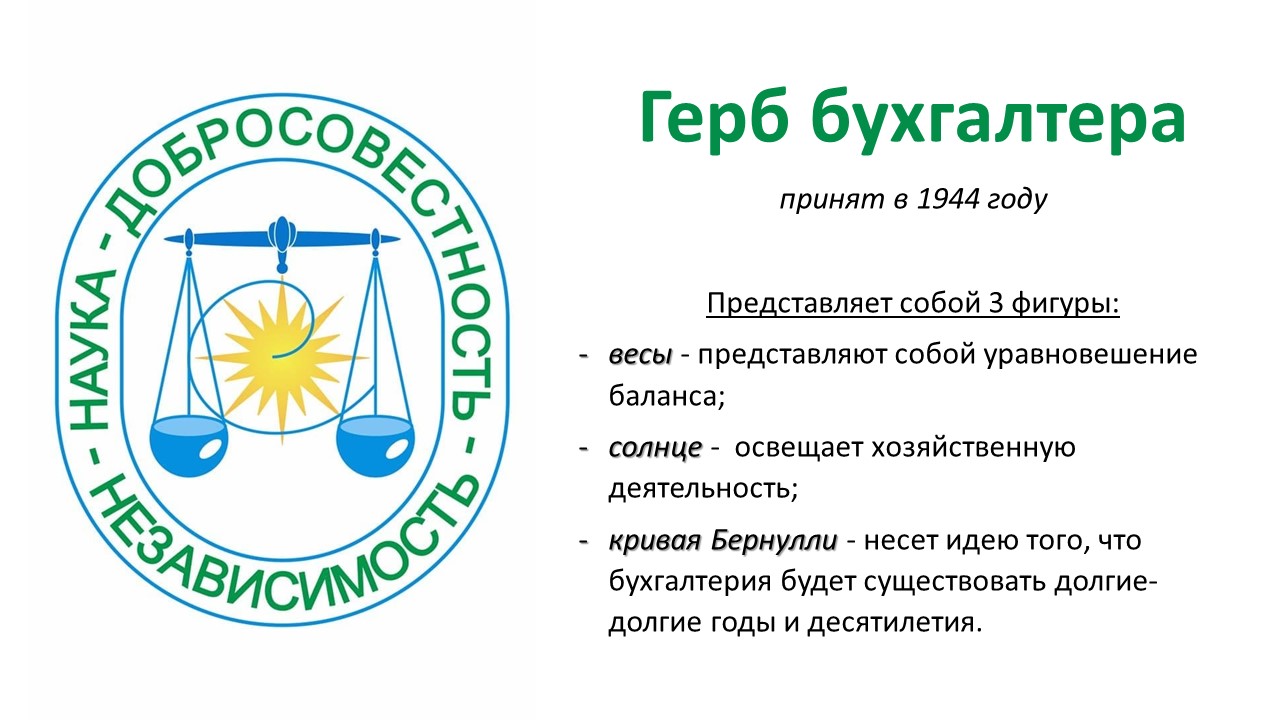 НАУКА - ДОБРОСОВЕСТНОСТЬ - НЕЗАВИСИМОСТЬ -
Герб бухгалтера
принят в 1944 году
Представляет собой 3 фигуры:
- весы - представляют собой уравновешение
баланса;
- солнце - освещает хозяйственную
деятельность;
- кривая Бернулли - несет идею того, что
бухгалтерия будет существовать долгие-
долгие годы и десятилетия.